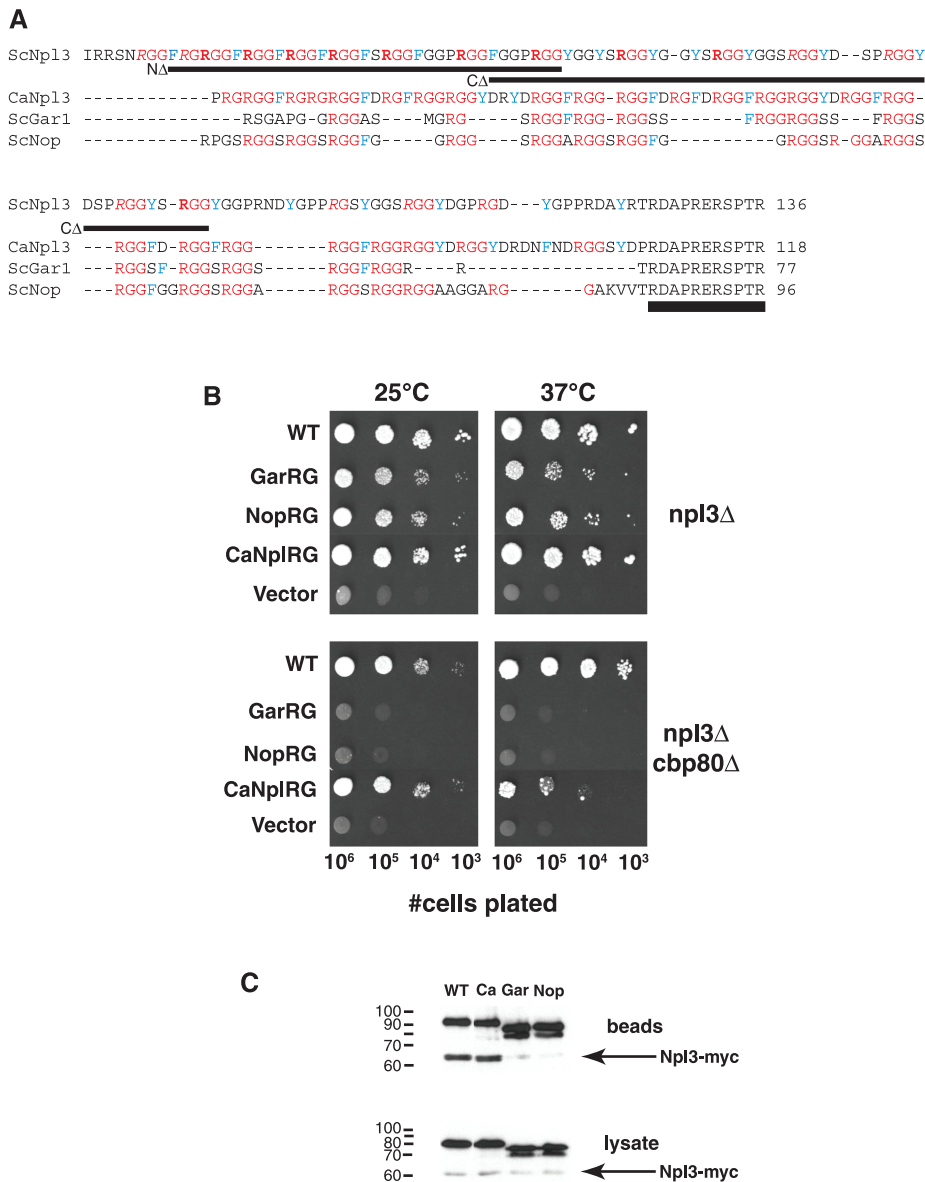 A
ScNpl3 IRRSNRGGFRGRGGFRGGFRGGFRGGFSRGGFGGPRGGFGGPRGGYGGYSRGGYG-GYSRGGYGGSRGGYD--SPRGGY
NΔ
CΔ
CaNpl3 ------------PRGRGGFRGRGRGGFDRGFRGGRGGYDRYDRGGFRGG-RGGFDRGFDRGGFRGGRGGYDRGGFRGG-
ScGar1 ---------------RSGAPG-GRGGAS---MGRG-----SRGGFRGG-RGGSS-------FRGGRGGSS--FRGGS
ScNop -----------RPGSRGGSRGGSRGGFG-----GRGG----SRGGARGGSRGGFG----------GRGGSR-GGARGGS
ScNpl3 DSPRGGYS-RGGYGGPRNDYGPPRGSYGGSRGGYDGPRGD---YGPPRDAYRTRDAPRERSPTR 136
CΔ
CaNpl3 ---RGGFD-RGGFRGG-------RGGFRGGRGGYDRGGYDRDNFNDRGGSYDPRDAPRERSPTR 118
ScGar1 ---RGGSF-RGGSRGGS------RGGFRGGR----R----------------TRDAPRERSPTR 77
ScNop ---RGGFGGRGGSRGGA------RGGSRGGRGGAAGGARG-------GAKVVTRDAPRERSPTR 96
B
25°C 37°C
WT
GarRG
NopRG
CaNplRG
Vector
npl3Δ
WT
GarRG
NopRG
CaNplRG
Vector
npl3Δ
cbp80Δ
10⁶ 10⁵ 10⁴ 10³ 10⁶ 10⁵ 10⁴ 10³
#cells plated
C
WT Ca Gar Nop
100
90
70
60
beads
Npl3-myc
100
80
70
60
lysate
Npl3-myc